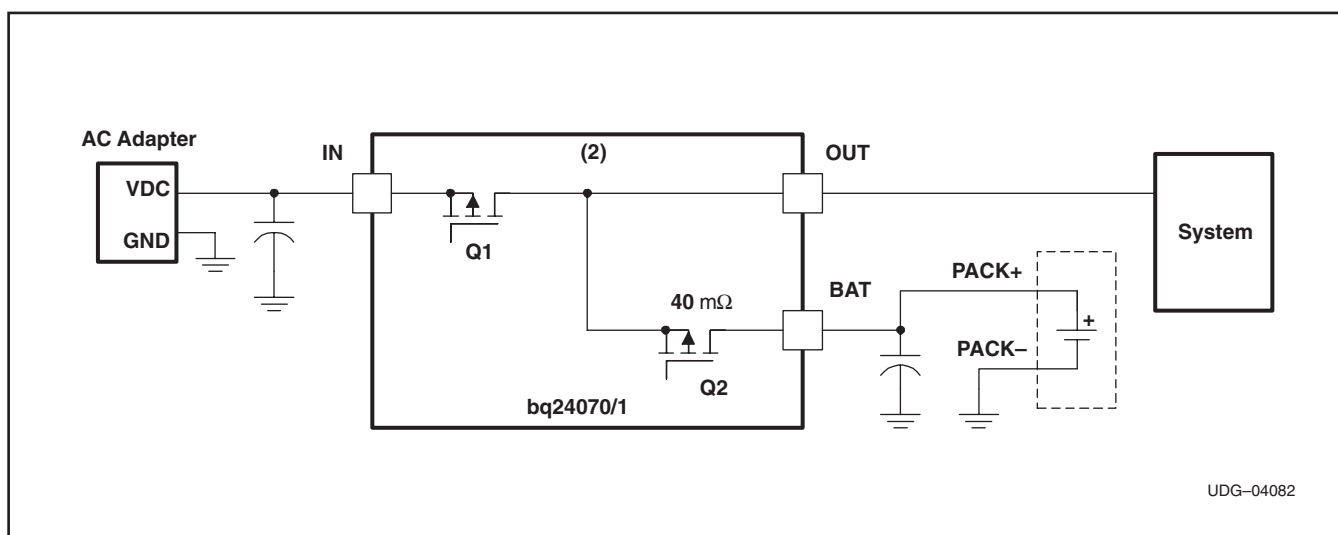 AC Adapter
VDC
GND
IN
(2)
OUT
Q1
40 mΩ
BAT
Q2
bq24070/1
PACK+
+
PACK–
System
UDG–04082